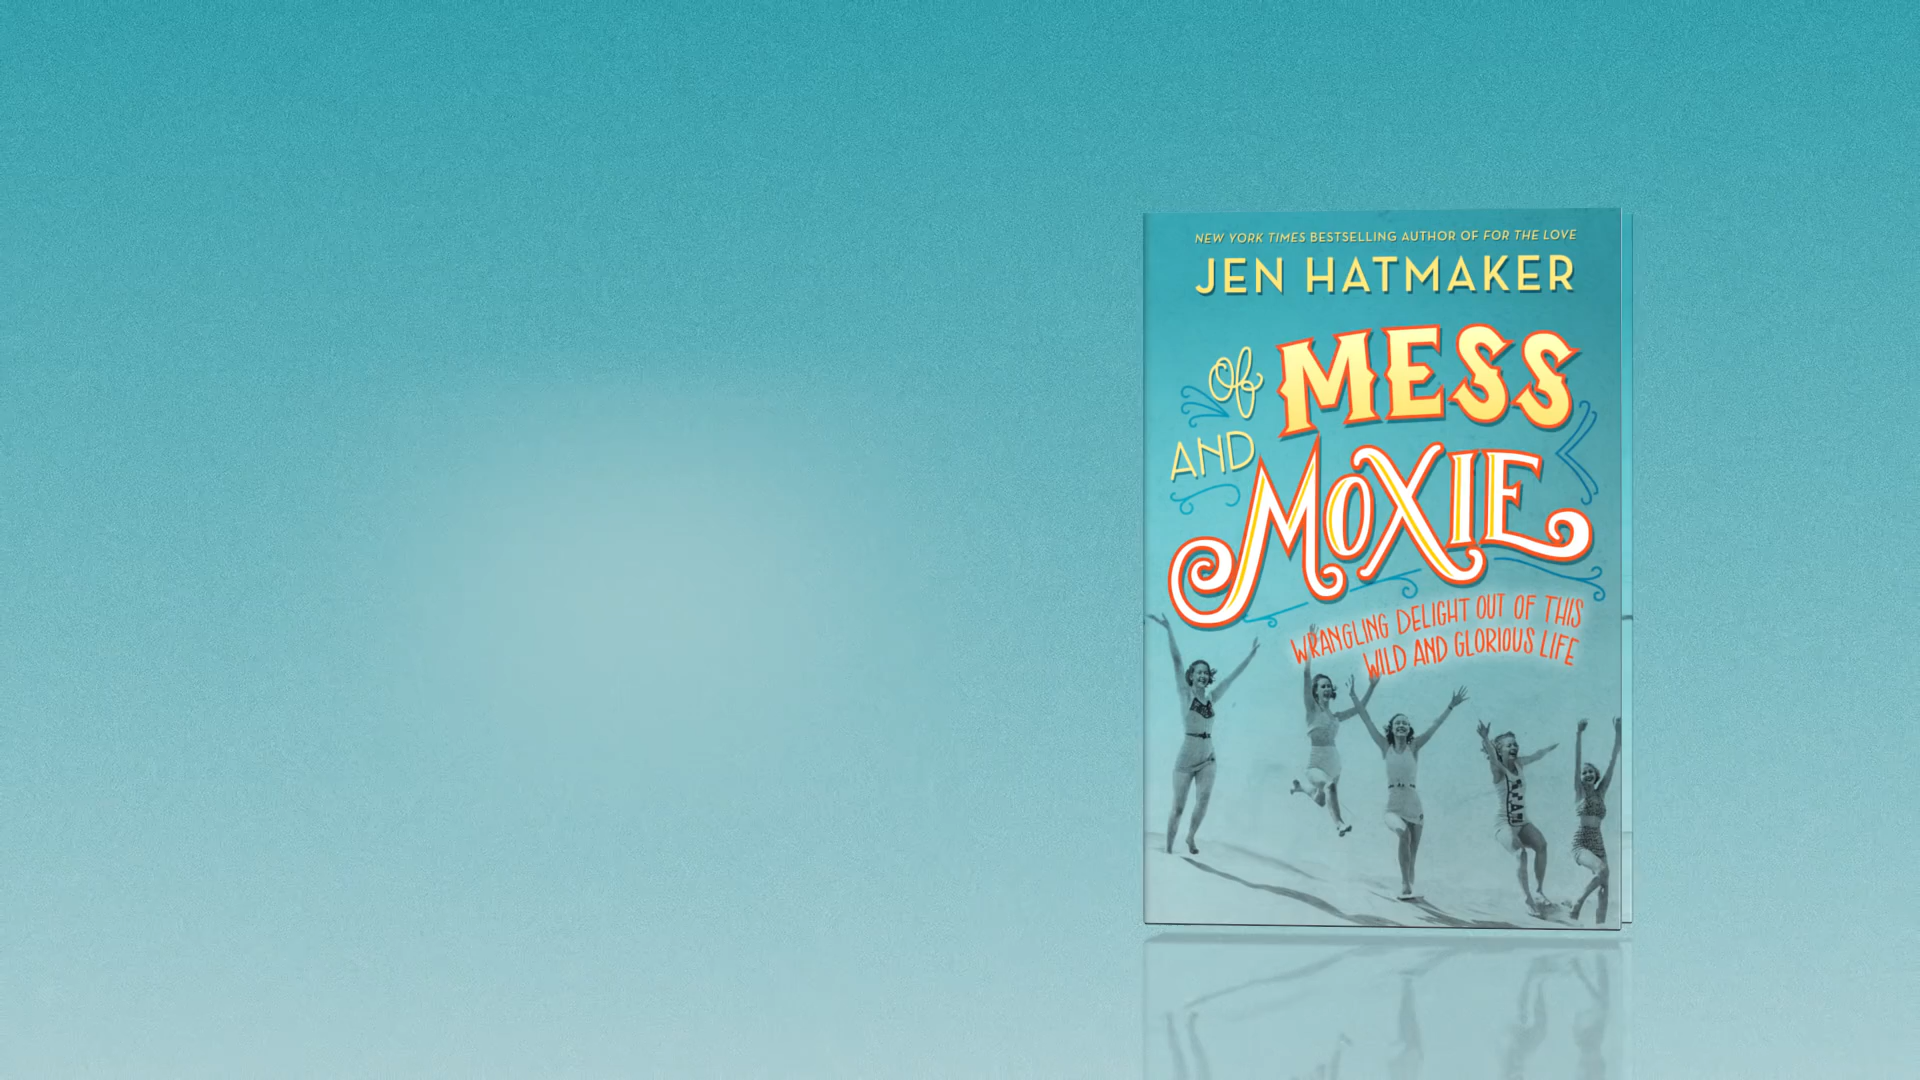 NEW YORK TIMES BESTSELLING AUTHOR OF FOR THE LOVE
JEN HATMAKER
Of MESS
AND MOXIE
WRANGLING DELIGHT OUT OF THIS
WILD AND GLORIOUS LIFE